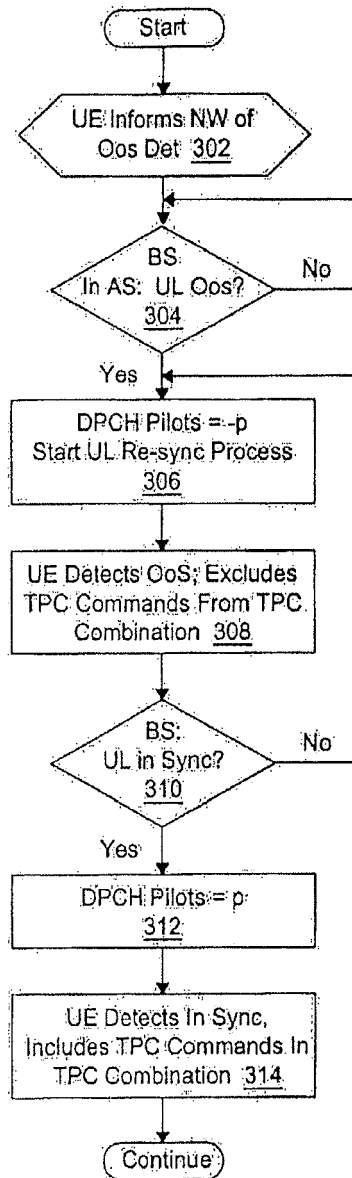 Start
UE Informs NW of
Oos Det 302
BS
In AS: UL Oos?
304
No
Yes
DPCH Pilots = -p
Start UL Re-sync Process
306
UE Detects OoS; Excludes
TPC Commands From TPC
Combination 308
BS:
UL in Sync?
310
No
Yes
DPCH Pilots = p
312
UE Detects In Sync,
Includes TPC Commands In
TPC Combination 314
Continue